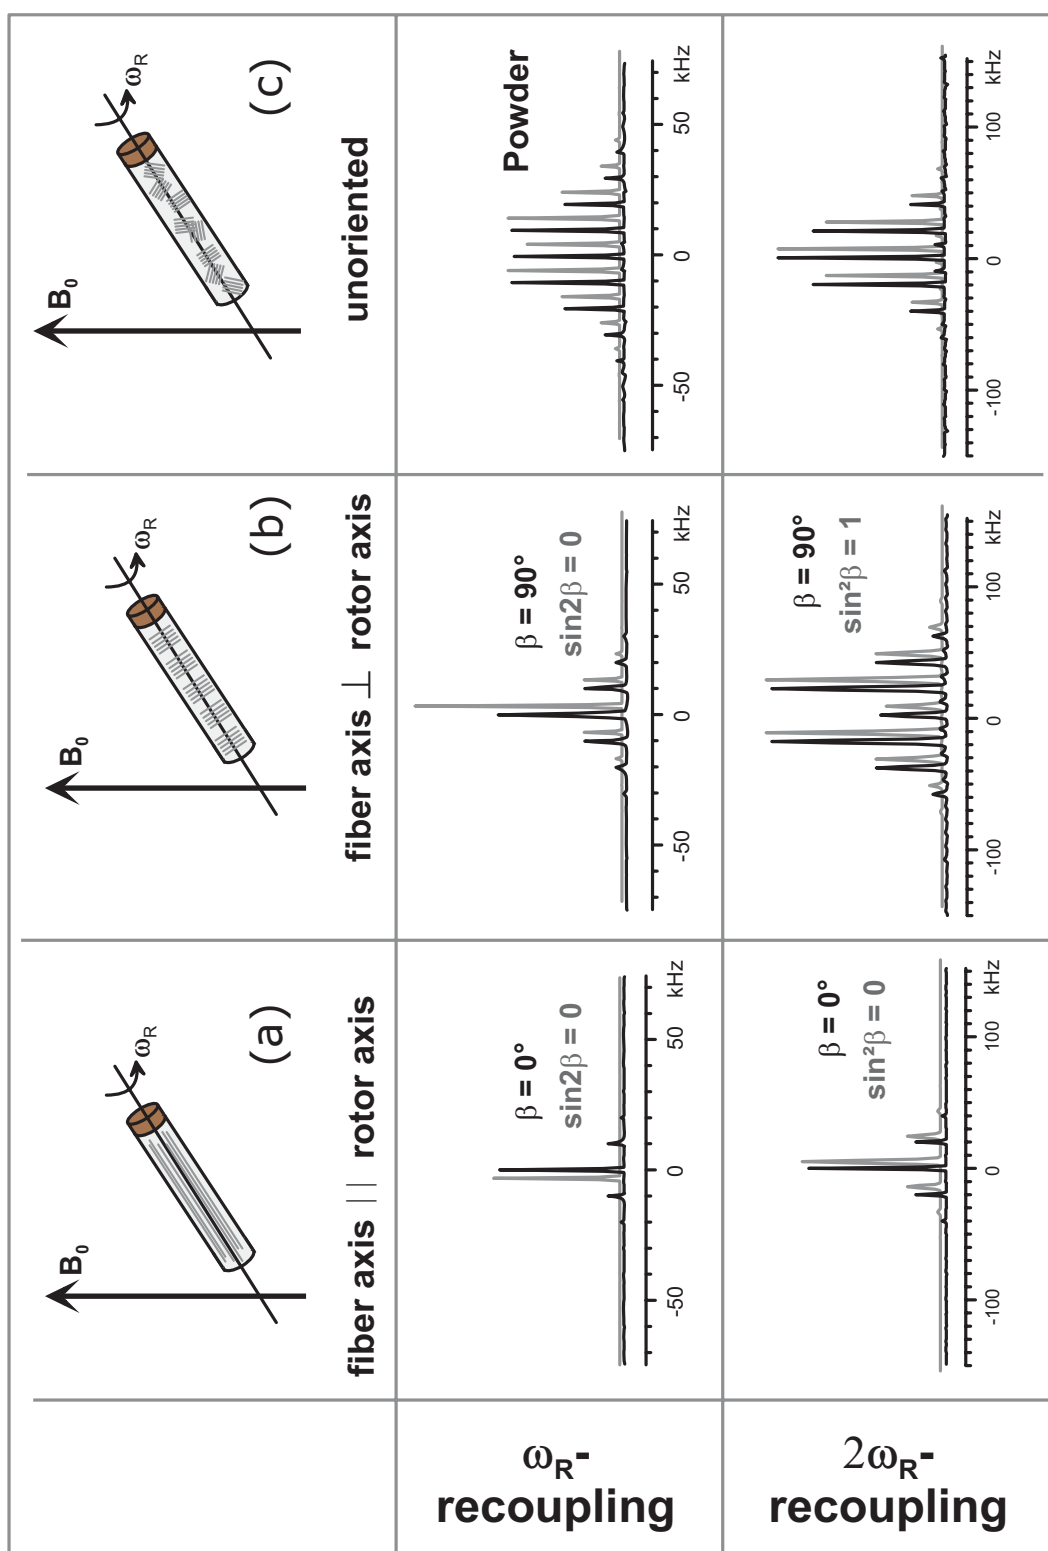 B₀
ωR
(a)
fiber axis || rotor axis
B₀
ωR
(b)
fiber axis ⊥ rotor axis
B₀
ωR
(c)
unoriented
ωR-
recoupling
β = 0°
sin2β = 0
-50 0 50 kHz
β = 90°
sin2β = 0
-50 0 50 kHz
Powder
-50 0 50 kHz
2ωR-
recoupling
β = 0°
sin²β = 0
-100 0 100 kHz
β = 90°
sin²β = 1
-100 0 100 kHz
-100 0 100 kHz